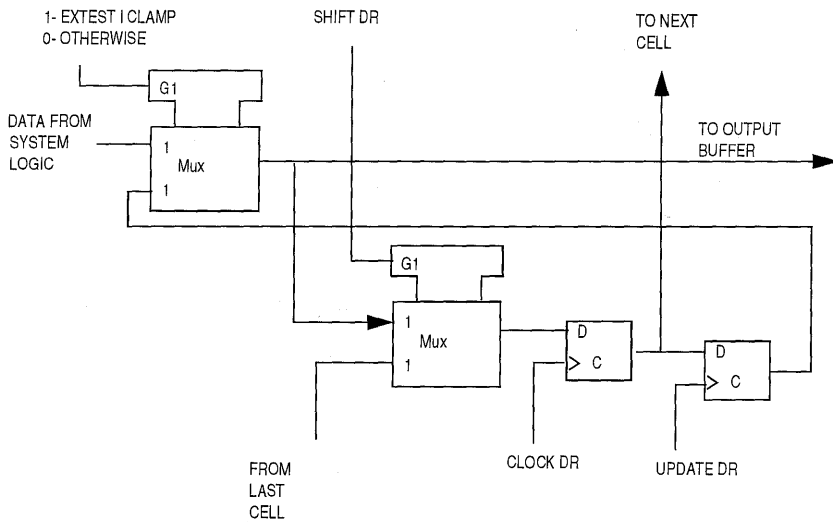 1- EXTEST I CLAMP
0- OTHERWISE
SHIFT DR
TO NEXT
CELL
G1
DATA FROM
SYSTEM
LOGIC
1
Mux
1
TO OUTPUT
BUFFER
G1
1
Mux
1
D
C
D
C
FROM
LAST
CELL
CLOCK DR
UPDATE DR